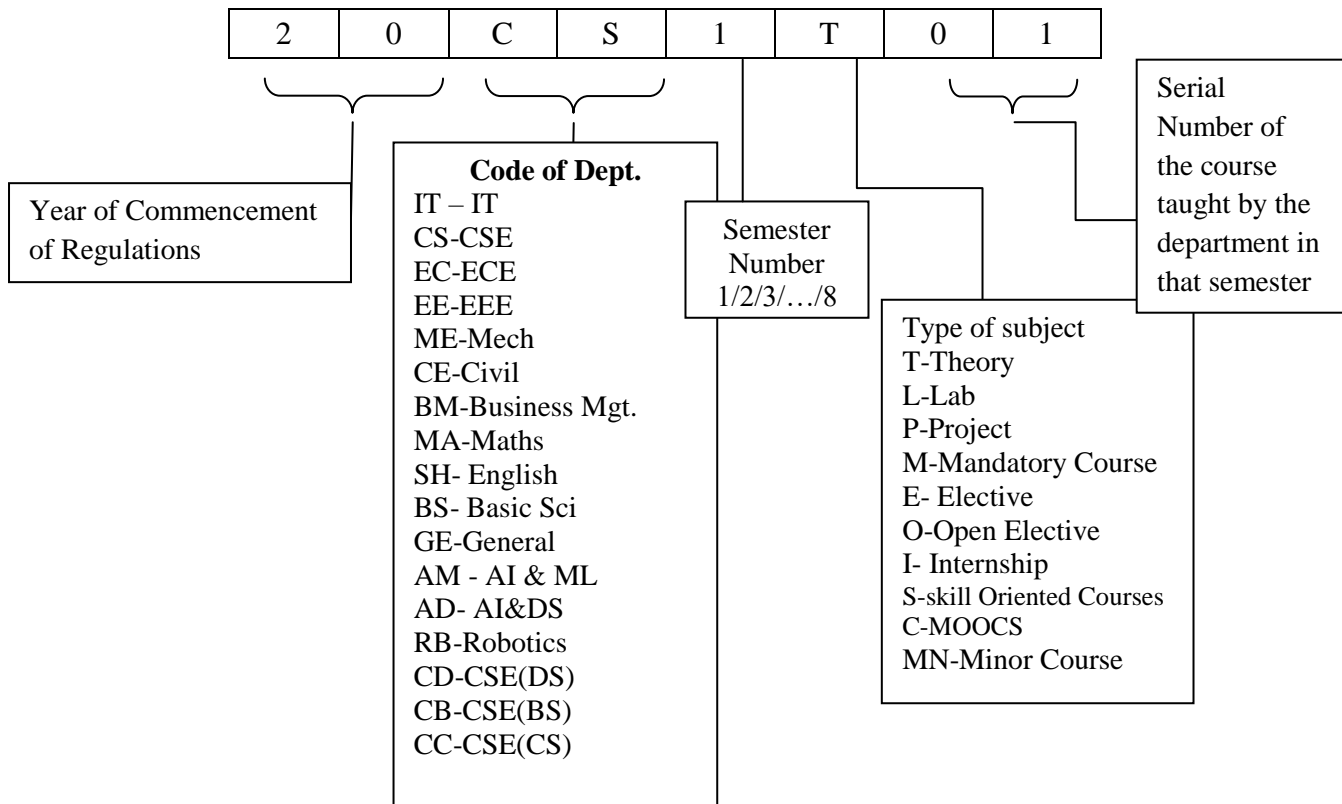 2 0 C S 1 T 0 1
Year of Commencement
of Regulations
Code of Dept.
IT – IT
CS-CSE
EC-ECE
EE-EEE
ME-Mech
CE-Civil
BM-Business Mgt.
MA-Maths
SH- English
BS- Basic Sci
GE-General
AM - AI & ML
AD- AI&DS
RB-Robotics
CD-CSE(DS)
CB-CSE(BS)
CC-CSE(CS)
Semester
Number
1/2/3/…/8
Type of subject
T-Theory
L-Lab
P-Project
M-Mandatory Course
E- Elective
O-Open Elective
I- Internship
S-skill Oriented Courses
C-MOOCS
MN-Minor Course
Serial
Number of
the course
taught by the
department in
that semester